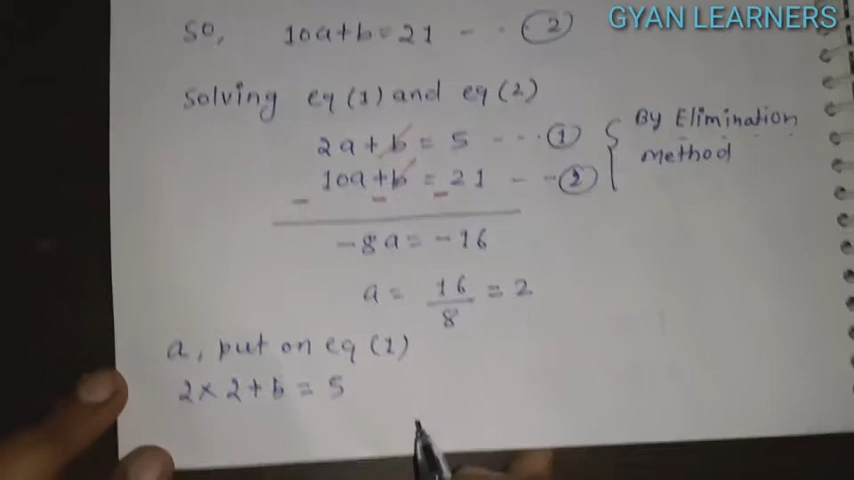 GYAN LEARNERS
So, 10a+b=21 - - (2)
Solving eq (1) and eq (2)
2a+b = 5 - - - (1)
10a+b = 21 - - (2)
By Elimination
method
- - -
-8a = -16
a = 16/8 = 2
a, put on eq (1)
2×2+b = 5